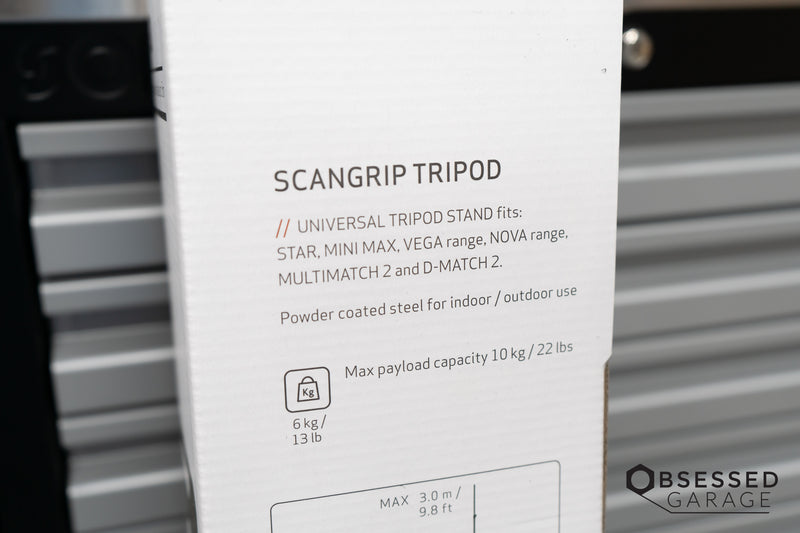 SCANGRIP TRIPOD
// UNIVERSAL TRIPOD STAND fits:
STAR, MINI MAX, VEGA range, NOVA range,
MULTIMATCH 2 and D-MATCH 2.
Powder coated steel for indoor / outdoor use
Max payload capacity 10 kg / 22 lbs
Kg
6 kg /
13 lb
MAX 3.0 m /
9.8 ft
OBSESSED
GARAGE